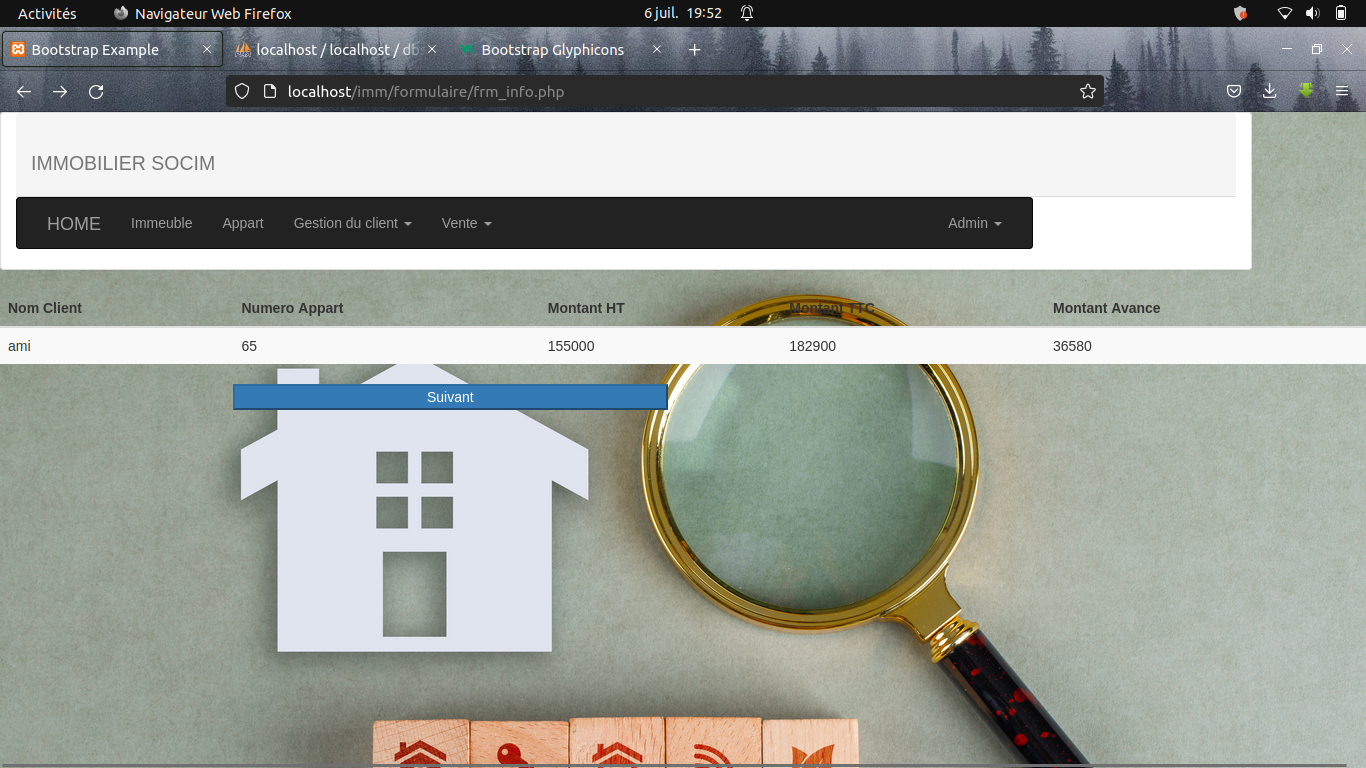 Activités Navigateur Web Firefox 6 juil. 19:52
Bootstrap Example localhost / localhost / db Bootstrap Glyphicons
localhost/imm/formulaire/frm_info.php
IMMOBILIER SOCIM
HOME Immeuble Appart Gestion du client Vente Admin
Nom Client Numero Appart Montant HT Montant TTC Montant Avance
ami 65 155000 182900 36580
Suivant